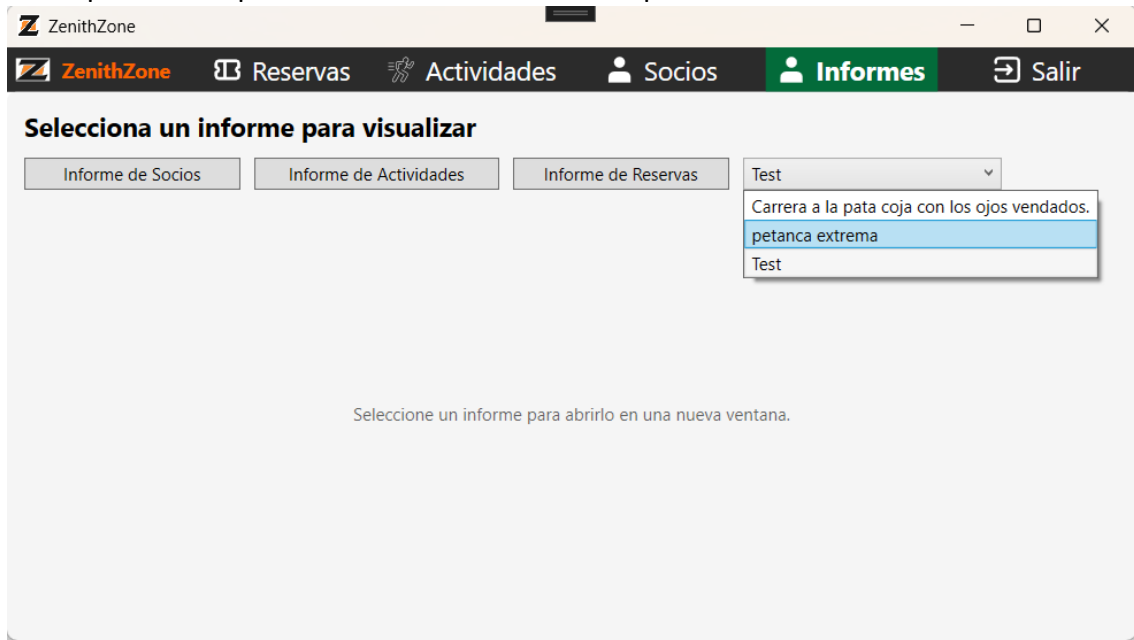 ZenithZone
ZenithZone Reservas Actividades Socios Informes Salir
Selecciona un informe para visualizar
Informe de Socios Informe de Actividades Informe de Reservas Test
Carrera a la pata coja con los ojos vendados.
petanca extrema
Test
Seleccione un informe para abrirlo en una nueva ventana.